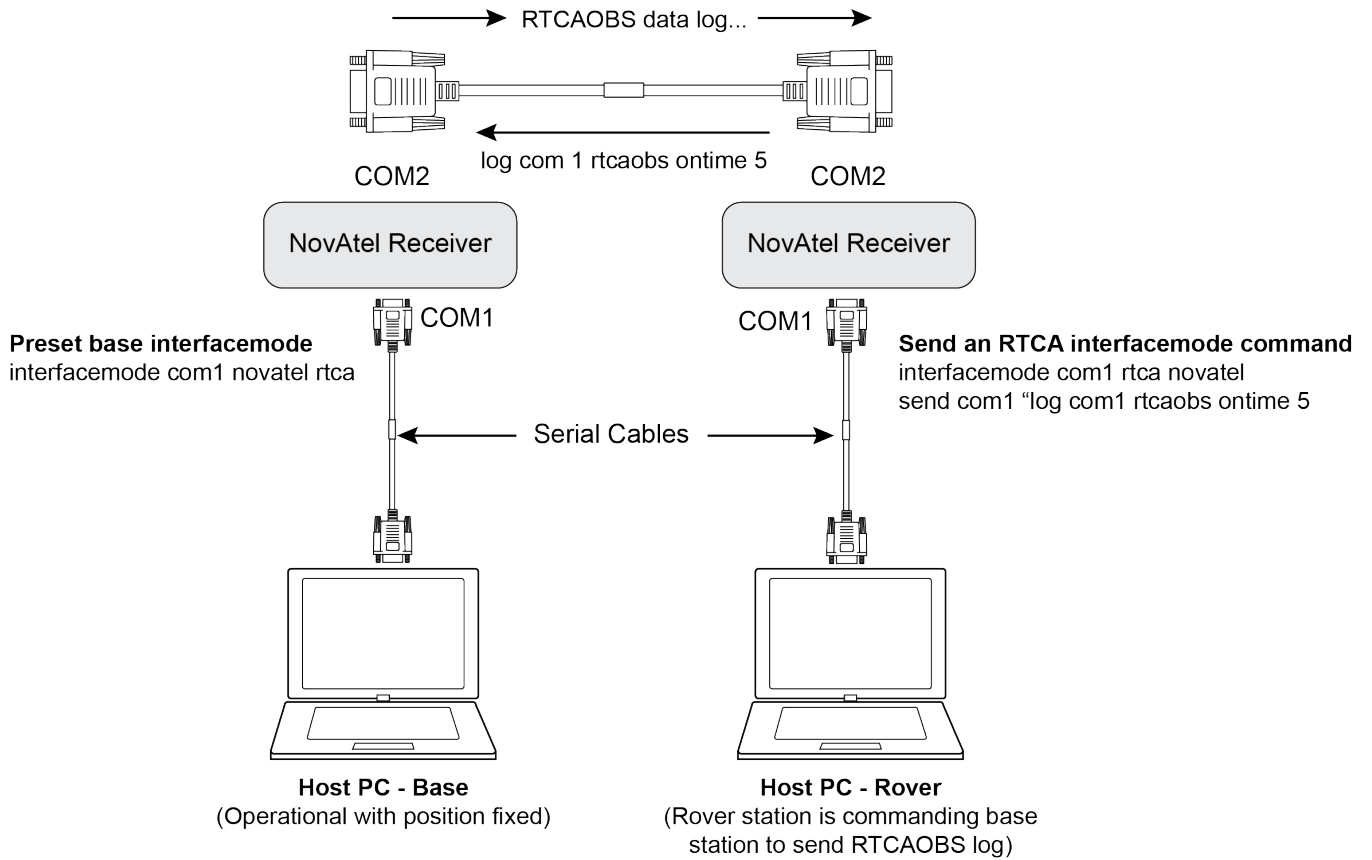 RTCAOBS data log...
log com 1 rtcaobs ontime 5
COM2
COM2
NovAtel Receiver
NovAtel Receiver
COM1
COM1
Preset base interfacemode
interfacemode com1 novatel rtca
Send an RTCA interfacemode command
interfacemode com1 rtca novatel
send com1 “log com1 rtcaobs ontime 5
Serial Cables
Host PC - Base
(Operational with position fixed)
Host PC - Rover
(Rover station is commanding base
station to send RTCAOBS log)